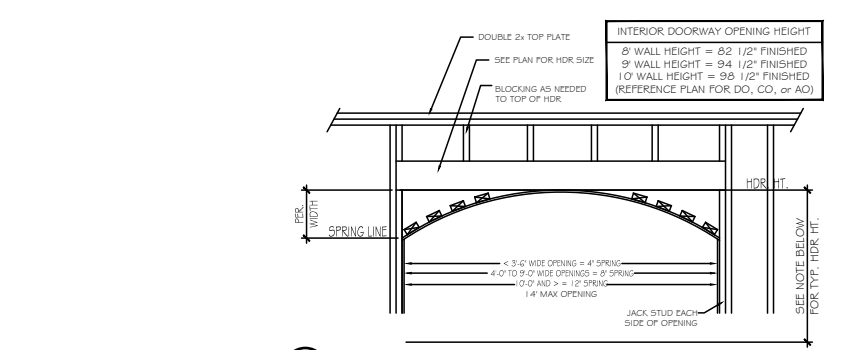 INTERIOR DOORWAY OPENING HEIGHT
8' WALL HEIGHT = 82 1/2" FINISHED
9' WALL HEIGHT = 94 1/2" FINISHED
10' WALL HEIGHT = 98 1/2" FINISHED
(REFERENCE PLAN FOR DO, CO, or AO)
DOUBLE 2x TOP PLATE
SEE PLAN FOR HDR SIZE
BLOCKING AS NEEDED
TO TOP OF HDR
HDR HT.
PER.
WIDTH
SPRING LINE
< 3'-6" WIDE OPENING = 4" SPRING
4'-0" TO 9'-0" WIDE OPENINGS = 8" SPRING
10'-0" AND > = 12" SPRING
14' MAX OPENING
JACK STUD EACH
SIDE OF OPENING
SEE NOTE BELOW
FOR TYP. HDR HT.